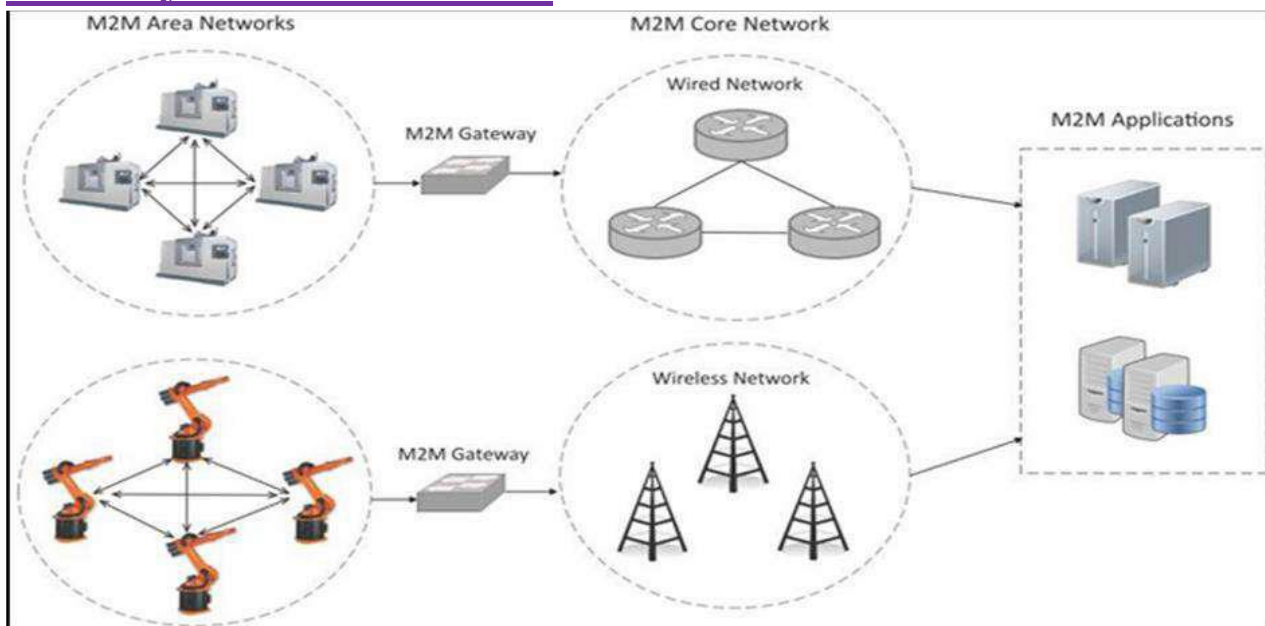 M2M Area Networks
M2M Core Network
Wired Network
M2M Gateway
M2M Applications
Wireless Network
M2M Gateway